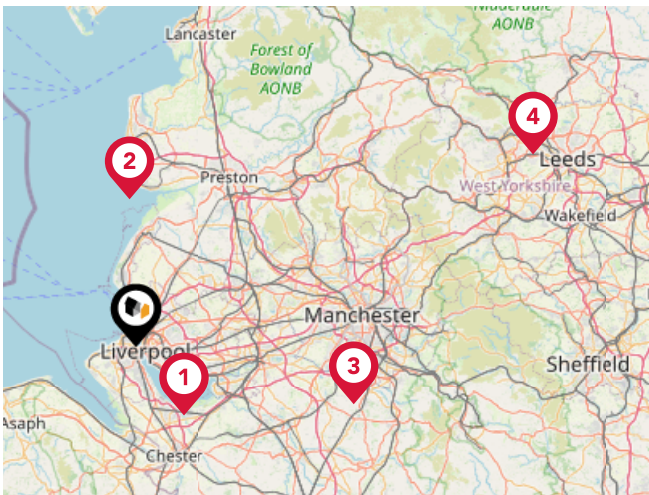 Nidderdale
AONB
Lancaster
Forest of
Bowland
AONB
4
2
Leeds
Preston
West Yorkshire
Wakefield
Manchester
Liverpool
3
Sheffield
1
Asaph
Chester